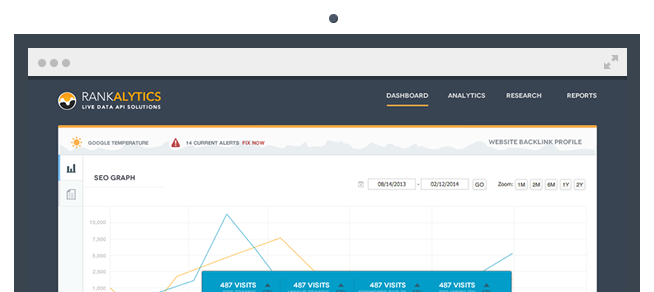 RANKALYTICS
LIVE DATA API SOLUTIONS
DASHBOARD ANALYTICS RESEARCH REPORTS
GOOGLE TEMPERATURE 14 CURRENT ALERTS FIX NOW WEBSITE BACKLINK PROFILE
SEO GRAPH
08/14/2013 - 02/12/2014 GO Zoom: 1M 2M 6M 1Y 2Y
10,000
7,500
5,000
2,500
1,000
487 VISITS 487 VISITS 487 VISITS 487 VISITS